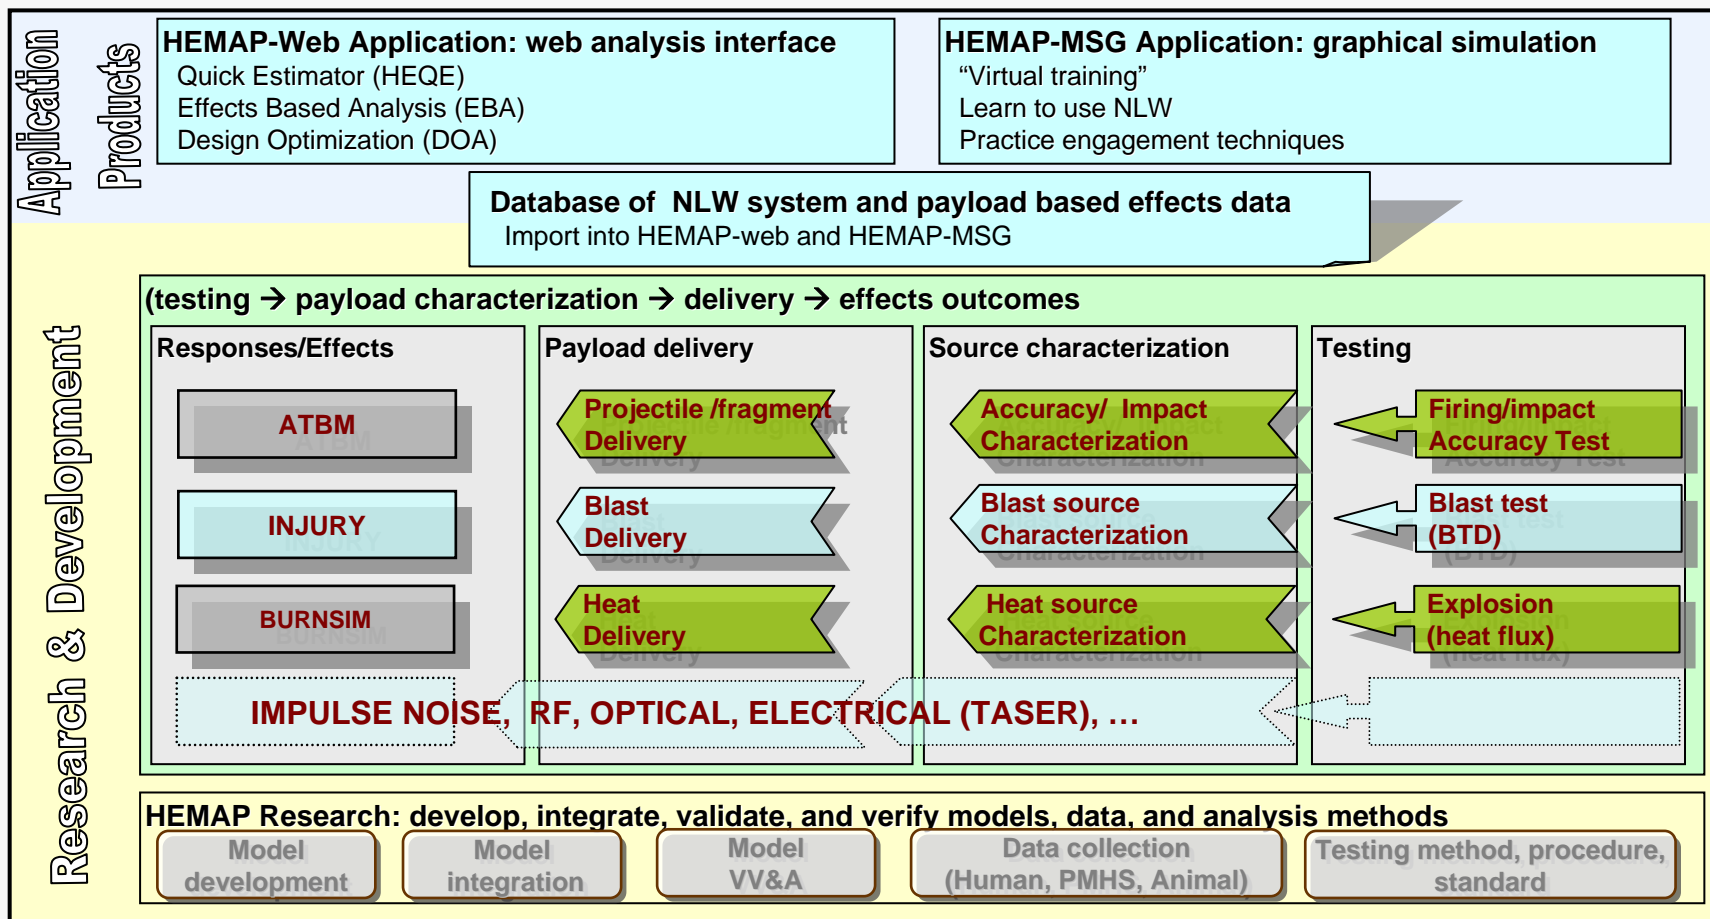 Application
Products
HEMAP-Web Application: web analysis interface
Quick Estimator (HEQE)
Effects Based Analysis (EBA)
Design Optimization (DOA)
HEMAP-MSG Application: graphical simulation
“Virtual training”
Learn to use NLW
Practice engagement techniques
Database of NLW system and payload based effects data
Import into HEMAP-web and HEMAP-MSG
Research & Development
(testing → payload characterization → delivery → effects outcomes
Responses/Effects
ATBM
INJURY
BURNSIM
Payload delivery
Projectile /fragment
Delivery
Blast
Delivery
Heat
Delivery
Source characterization
Accuracy/ Impact
Characterization
Blast source
Characterization
Heat source
Characterization
Testing
Firing/impact
Accuracy Test
Blast test
(BTD)
Explosion
(heat flux)
IMPULSE NOISE, RF, OPTICAL, ELECTRICAL (TASER), …
HEMAP Research: develop, integrate, validate, and verify models, data, and analysis methods
Model
development
Model
integration
Model
VV&A
Data collection
(Human, PMHS, Animal)
Testing method, procedure,
standard